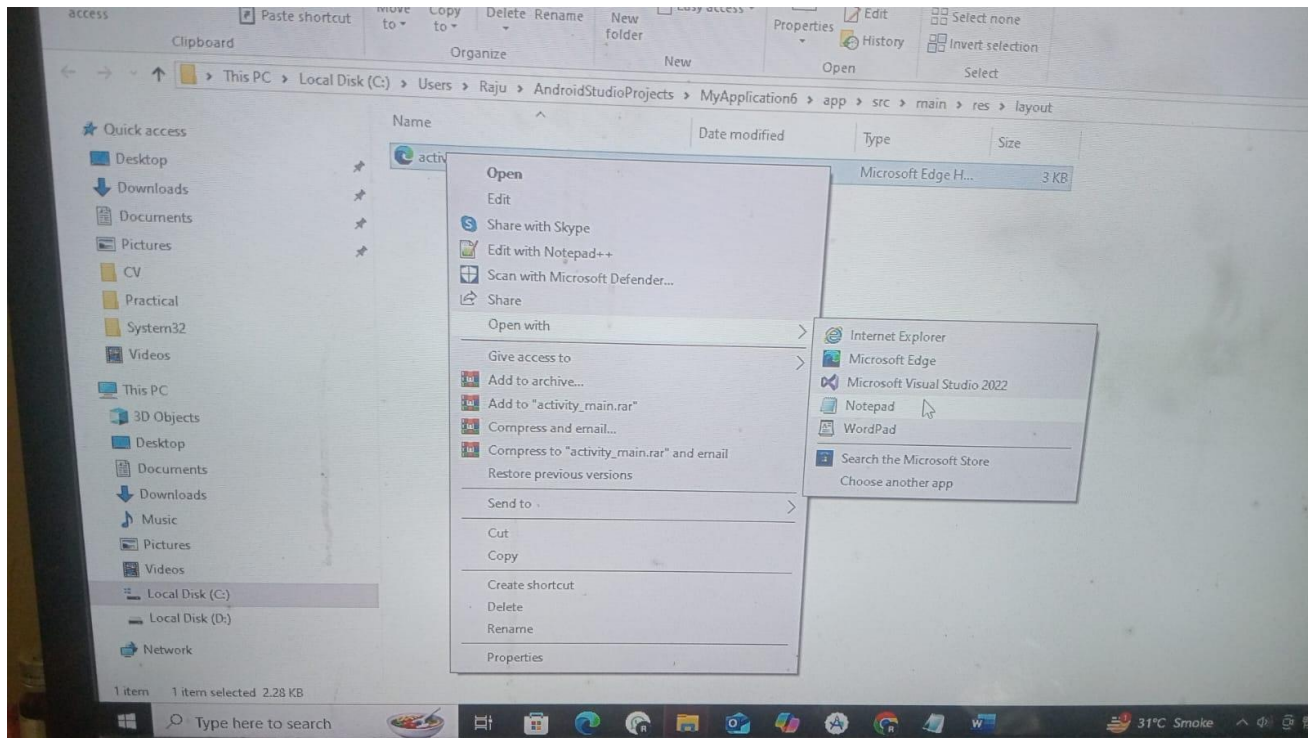 access
Paste shortcut
Move to
Copy to
Delete
Rename
New folder
Easy access
Properties
Edit
History
Select none
Invert selection
Clipboard
Organize
New
Open
Select
This PC > Local Disk (C:) > Users > Raju > AndroidStudioProjects > MyApplication6 > app > src > main > res > layout
Name
Date modified
Type
Size
activ
Microsoft Edge H...
3 KB
Quick access
Desktop
Downloads
Documents
Pictures
CV
Practical
System32
Videos
This PC
3D Objects
Desktop
Documents
Downloads
Music
Pictures
Videos
Local Disk (C:)
Local Disk (D:)
Network
Open
Edit
Share with Skype
Edit with Notepad++
Scan with Microsoft Defender...
Share
Open with
Give access to
Add to archive...
Add to "activity_main.rar"
Compress and email...
Compress to "activity_main.rar" and email
Restore previous versions
Send to
Cut
Copy
Create shortcut
Delete
Rename
Properties
Internet Explorer
Microsoft Edge
Microsoft Visual Studio 2022
Notepad
WordPad
Search the Microsoft Store
Choose another app
1 item 1 item selected 2.28 KB
Type here to search
31°C Smoke